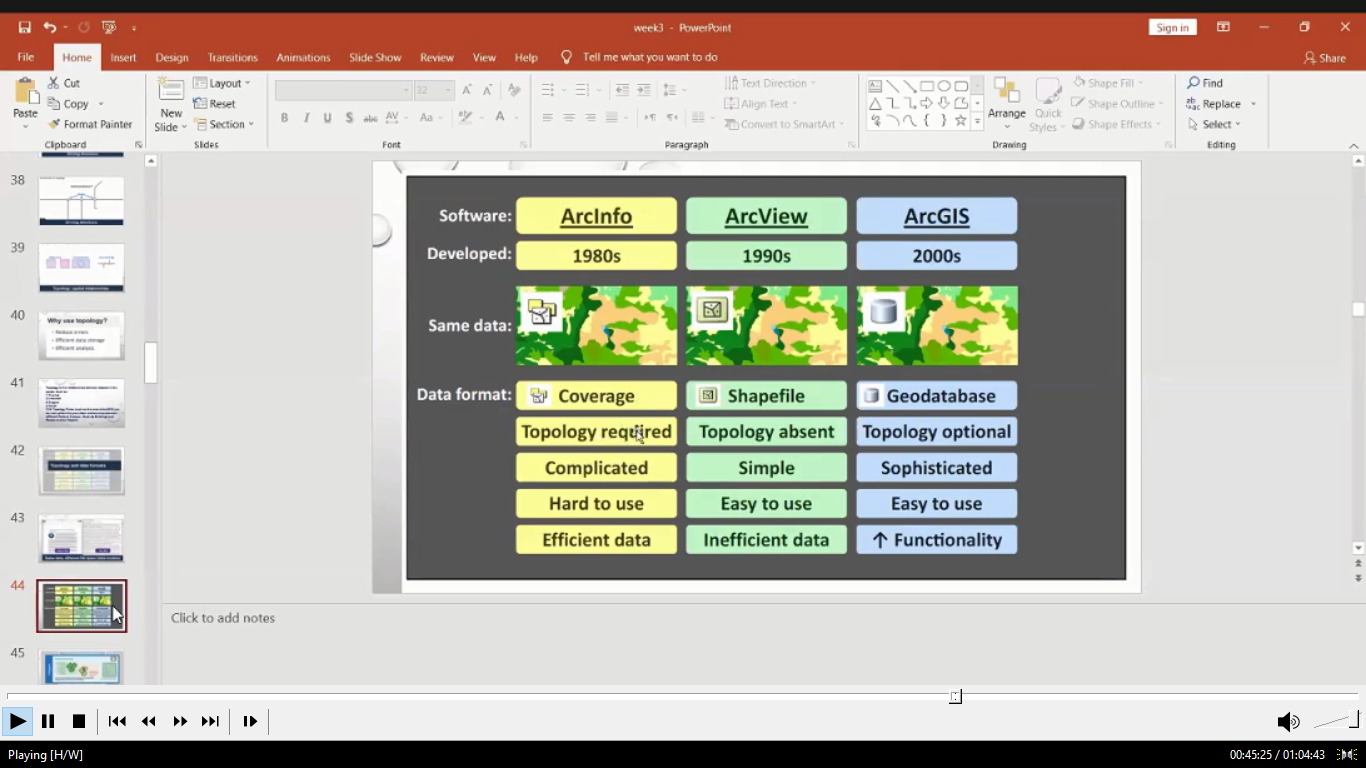 week3 - PowerPoint
Sign in
File Home Insert Design Transitions Animations Slide Show Review View Help Tell me what you want to do Share
Cut
Copy
Format Painter
Paste
Clipboard
New
Slide
Layout
Reset
Section
Slides
22
B I U S abc AV Aa A
Font
Text Direction
Align Text
Convert to SmartArt
Paragraph
Arrange
Quick
Styles
Shape Fill
Shape Outline
Shape Effects
Drawing
Find
Replace
Select
Editing
38
39
40
Why use topology?
Reduce errors
Efficient data storage
Efficient analysis
41
42
Topology and data formats
43
44
45
Software: ArcInfo ArcView ArcGIS
Developed: 1980s 1990s 2000s
Same data:
Data format: Coverage Shapefile Geodatabase
Topology required Topology absent Topology optional
Complicated Simple Sophisticated
Hard to use Easy to use Easy to use
Efficient data Inefficient data ↑ Functionality
Click to add notes
Playing [H/W]
00:45:25 / 01:04:43